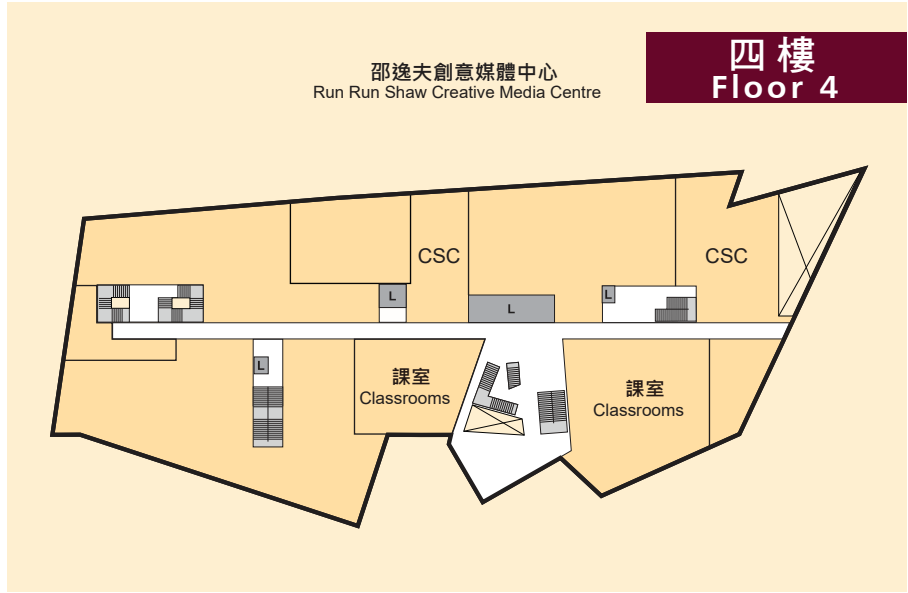 四樓
Floor 4
邵逸夫創意媒體中心
Run Run Shaw Creative Media Centre
CSC
CSC
L
L
L
L
課室
Classrooms
課室
Classrooms